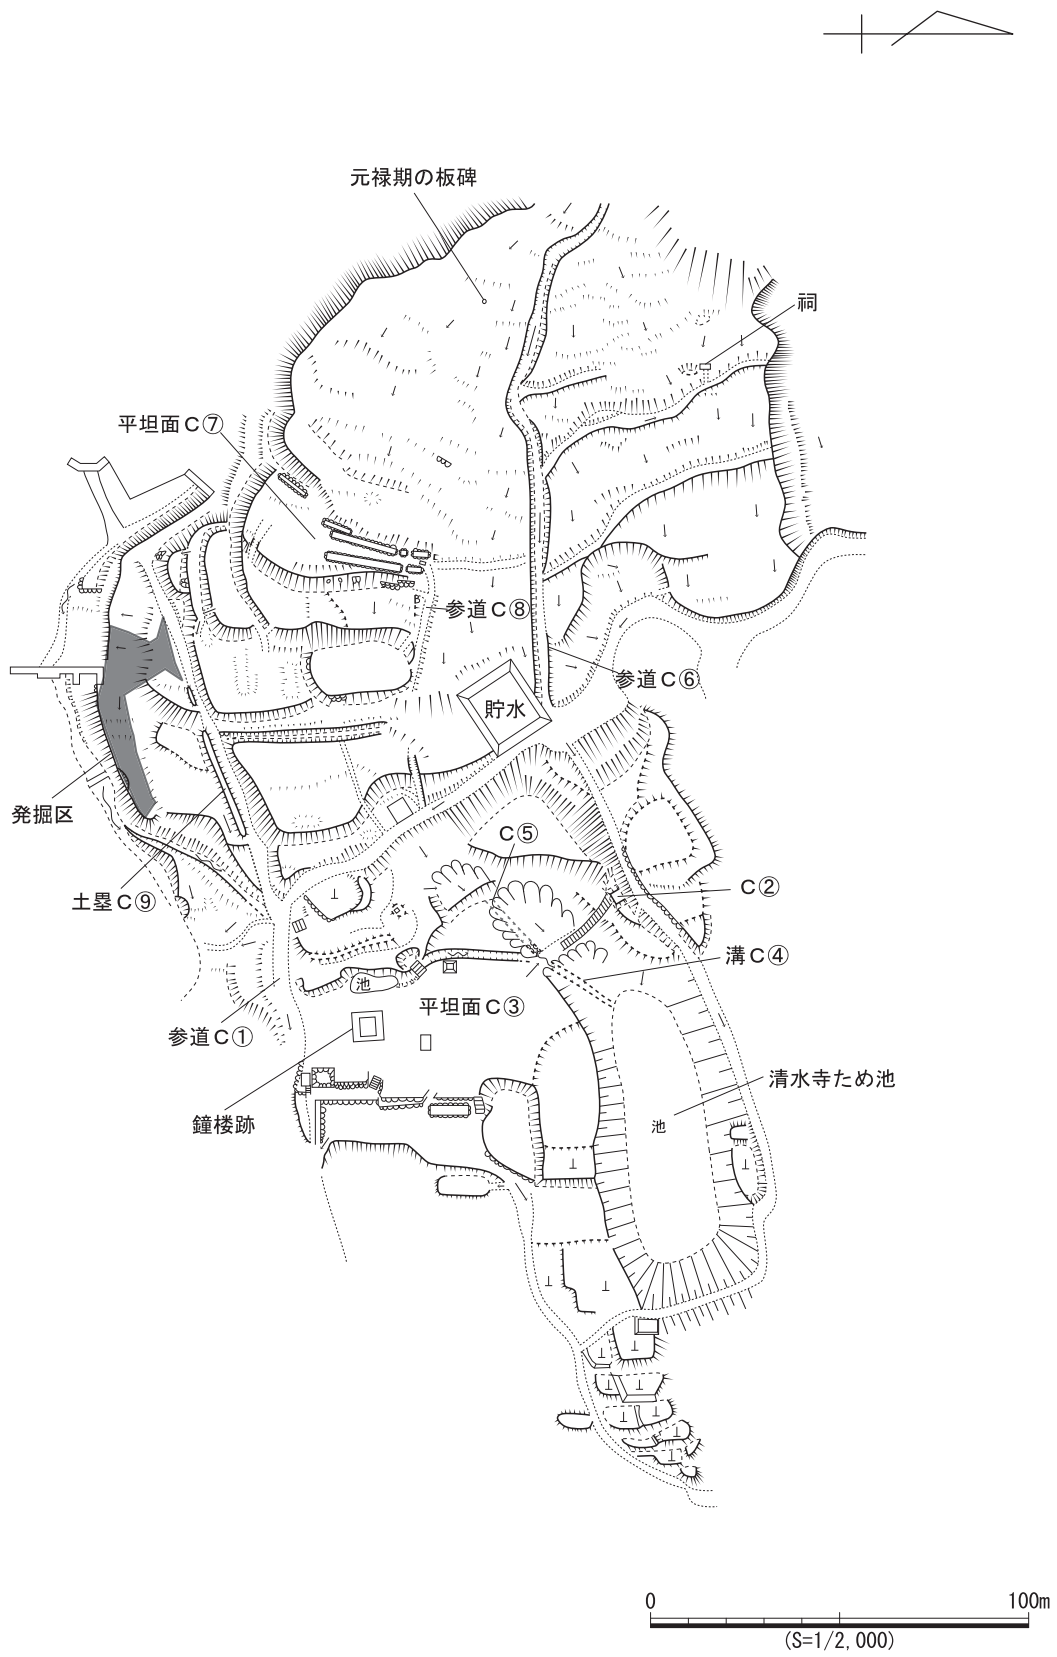 元禄期の板碑
祠
平坦面C⑦
参道C⑧
参道C⑥
貯水
発掘区
C⑤
C②
土塁C⑨
溝C④
池
平坦面C③
参道C①
清水寺ため池
鐘楼跡
池
0 100m
(S=1/2,000)